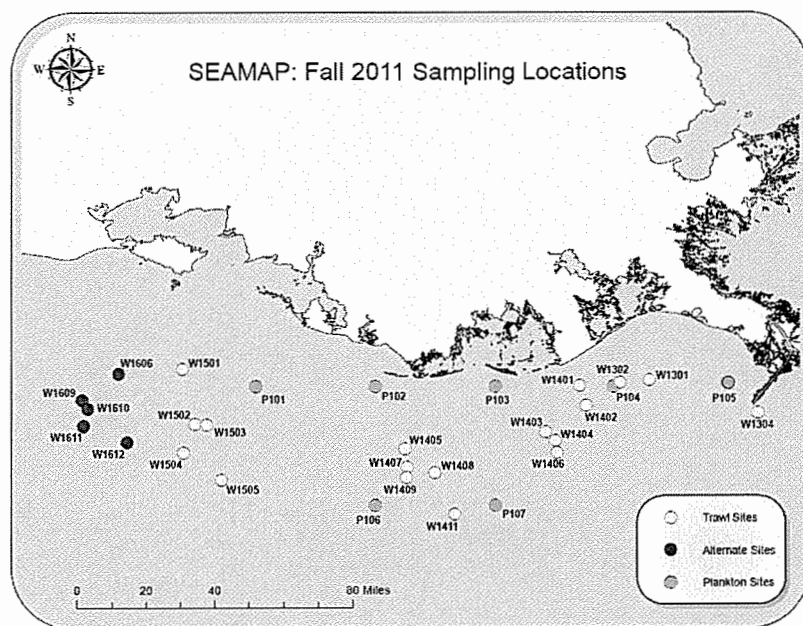 N
W E
S
SEAMAP: Fall 2011 Sampling Locations
W1606
W1501
W1302
W1301
W1401
P101
P102
P103
P104
P105
W1609
W1610
W1402
W1304
W1502
W1503
W1403
W1404
W1611
W1405
W1612
W1504
W1406
W1407
W1408
W1409
W1505
P106
W1411
P107
Trawl Sites
Alternate Sites
Plankton Sites
0 20 40 80 Miles